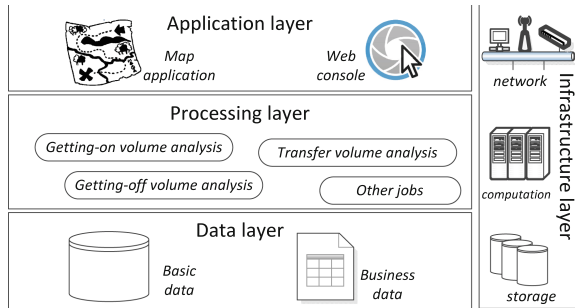 Application layer
Map
application
Web
console
Processing layer
Getting-on volume analysis
Transfer volume analysis
Getting-off volume analysis
Other jobs
Data layer
Basic
data
Business
data
network
computation
storage
Infrastructure layer